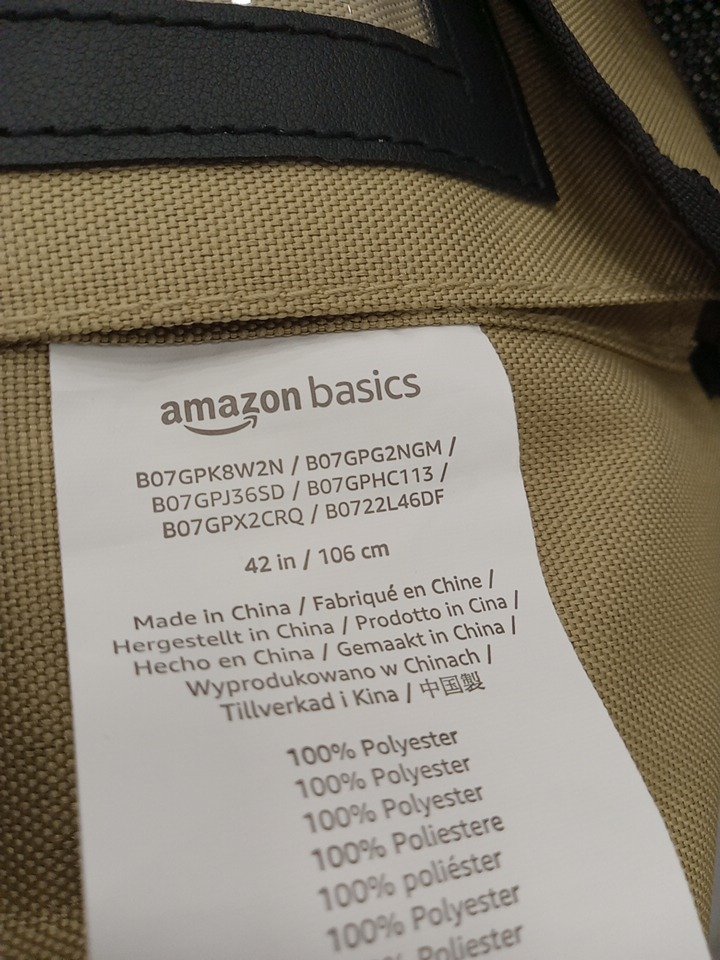 amazon basics
B07GPK8W2N / B07GPG2NGM /
B07GPJ36SD / B07GPHC113 /
B07GPX2CRQ / B0722L46DF
42 in / 106 cm
Made in China / Fabriqué en Chine /
Hergestellt in China / Prodotto in Cina /
Hecho en China / Gemaakt in China /
Wyprodukowano w Chinach /
Tillverkad i Kina / 中国製
100% Polyester
100% Polyester
100% Polyester
100% Poliestere
100% poliéster
100% Polyester
Poliester